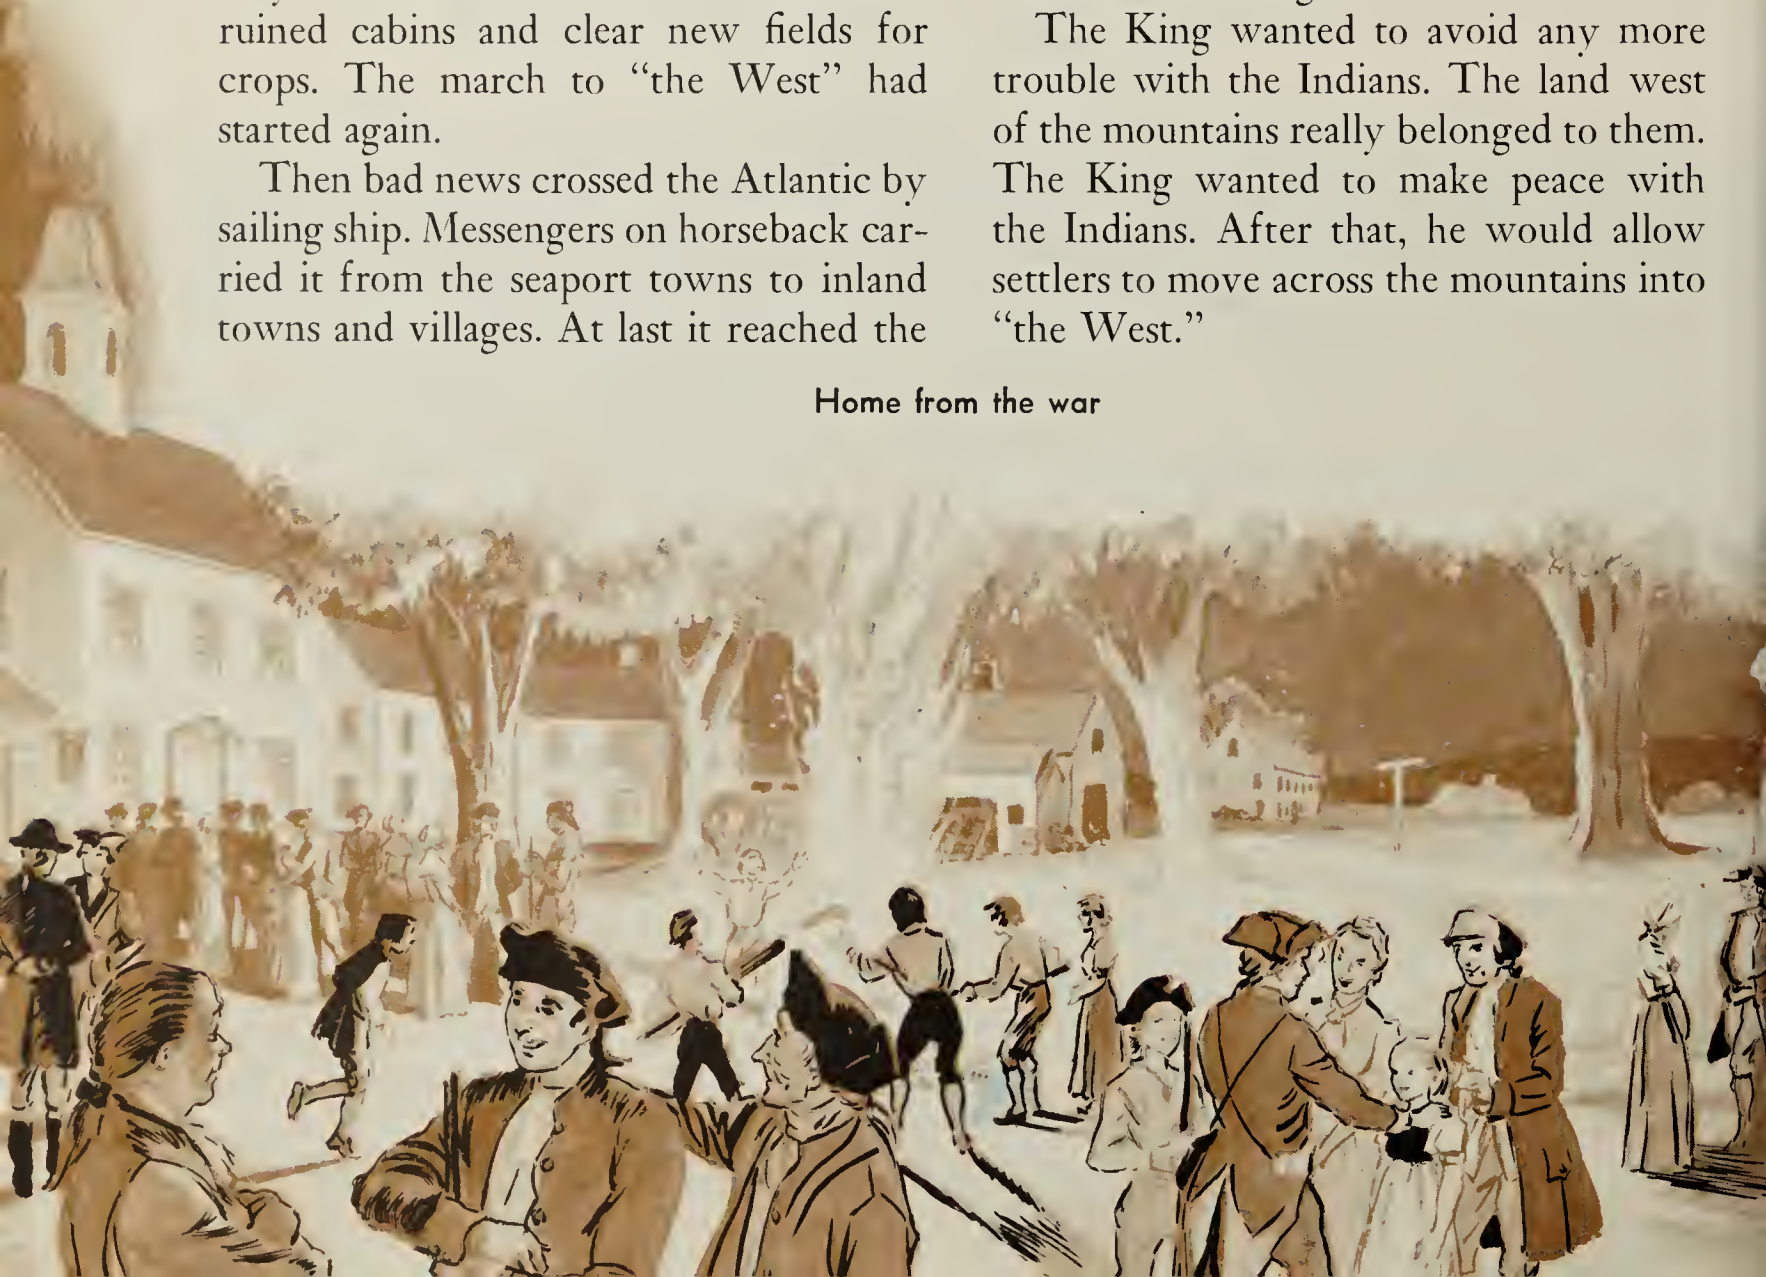 ruined cabins and clear new fields for
crops. The march to “the West” had
started again.
Then bad news crossed the Atlantic by
sailing ship. Messengers on horseback car-
ried it from the seaport towns to inland
towns and villages. At last it reached the
The King wanted to avoid any more
trouble with the Indians. The land west
of the mountains really belonged to them.
The King wanted to make peace with
the Indians. After that, he would allow
settlers to move across the mountains into
“the West.”
Home from the war